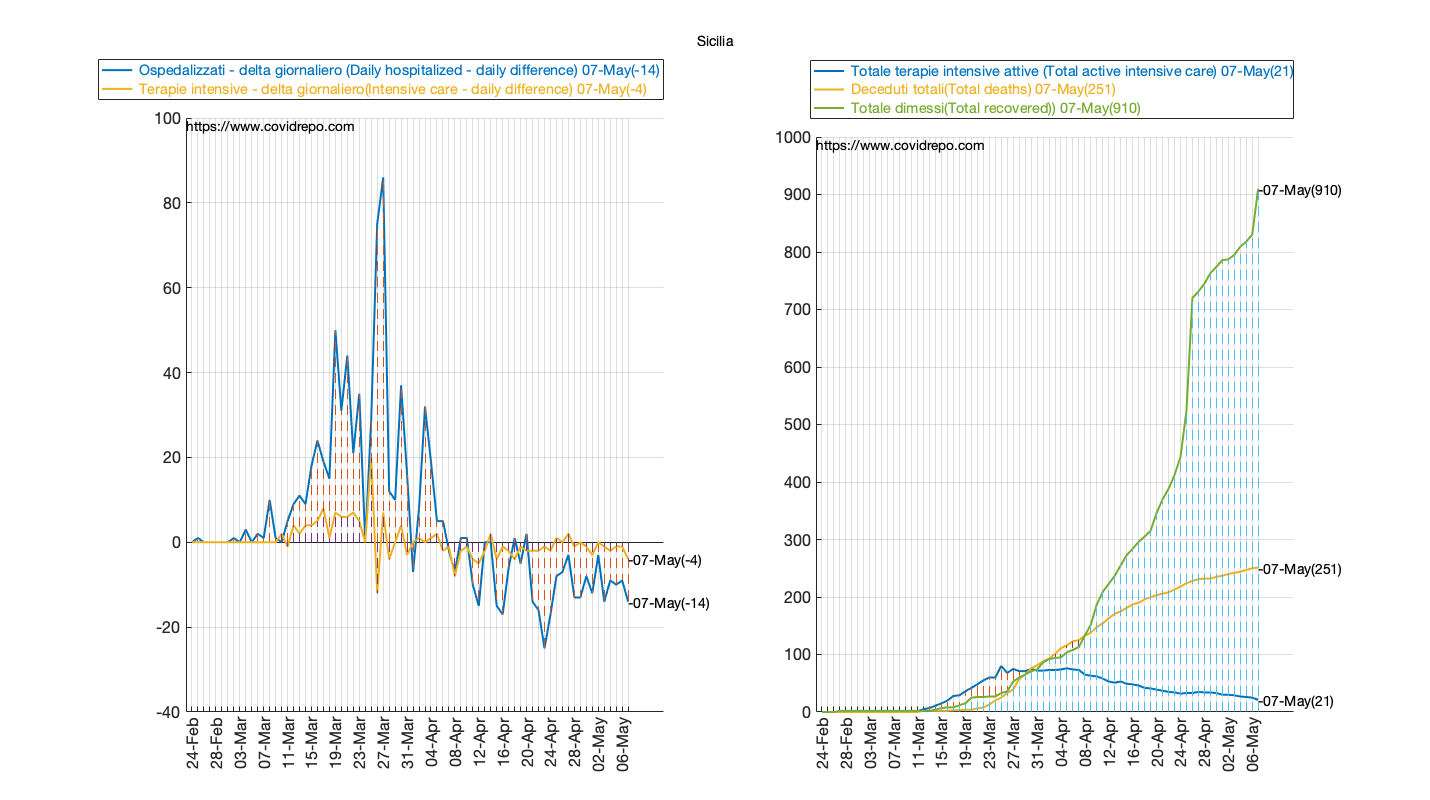 Sicilia
Ospedalizzati - delta giornaliero (Daily hospitalized - daily difference) 07-May(-14)
Terapie intensive - delta giornaliero(Intensive care - daily difference) 07-May(-4)
https://www.covidrepo.com
100
80
60
40
20
0
-20
-40
-07-May(-4)
-07-May(-14)
24-Feb
28-Feb
03-Mar
07-Mar
11-Mar
15-Mar
19-Mar
23-Mar
27-Mar
31-Mar
04-Apr
08-Apr
12-Apr
16-Apr
20-Apr
24-Apr
28-Apr
02-May
06-May
Totale terapie intensive attive (Total active intensive care) 07-May(21)
Deceduti totali(Total deaths) 07-May(251)
Totale dimessi(Total recovered)) 07-May(910)
https://www.covidrepo.com
1000
900
800
700
600
500
400
300
200
100
0
-07-May(910)
-07-May(251)
-07-May(21)
24-Feb
28-Feb
03-Mar
07-Mar
11-Mar
15-Mar
19-Mar
23-Mar
27-Mar
31-Mar
04-Apr
08-Apr
12-Apr
16-Apr
20-Apr
24-Apr
28-Apr
02-May
06-May